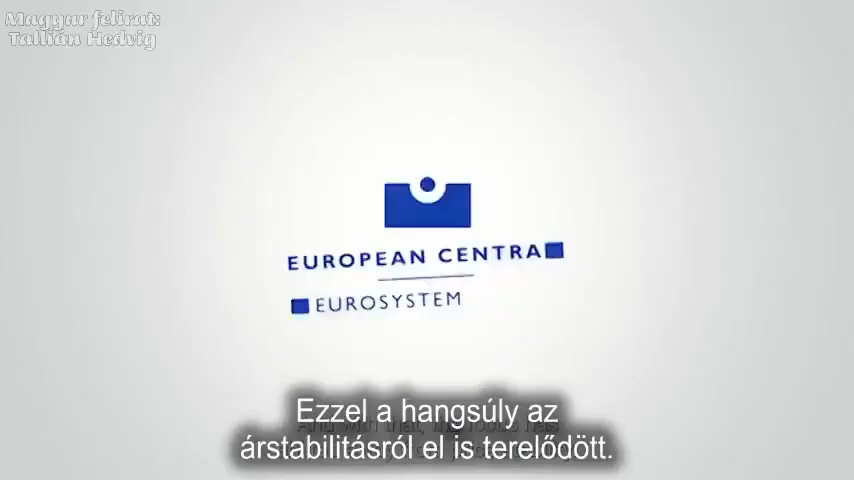 Magyar felirat:
Tallián Hedvig
EUROPEAN CENTRA
EUROSYSTEM
Ezzel a hangsúly az
árstabilitásról el is terelődött.